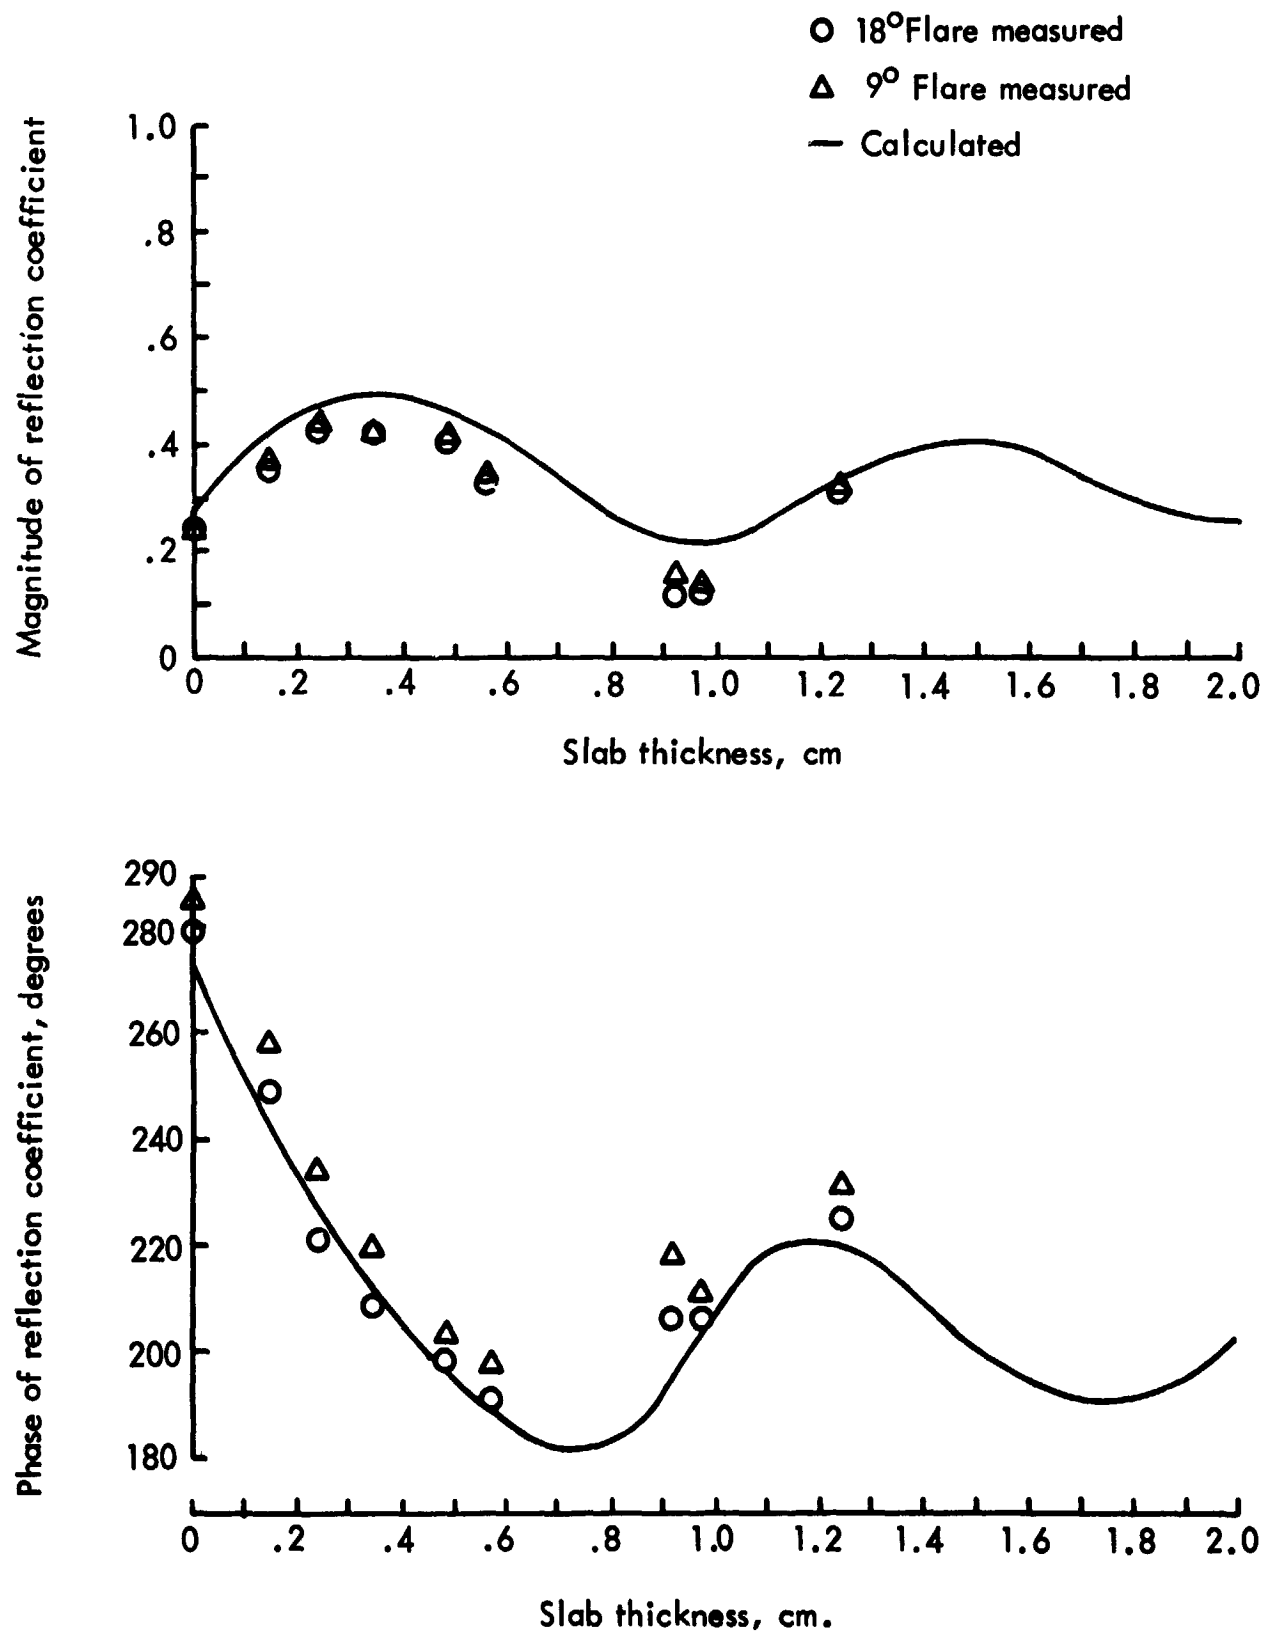 18° Flare measured
9° Flare measured
Calculated
Magnitude of reflection coefficient
1.0
.8
.6
.4
.2
0
0 .2 .4 .6 .8 1.0 1.2 1.4 1.6 1.8 2.0
Slab thickness, cm
Phase of reflection coefficient, degrees
290
280
260
240
220
200
180
0 .2 .4 .6 .8 1.0 1.2 1.4 1.6 1.8 2.0
Slab thickness, cm.